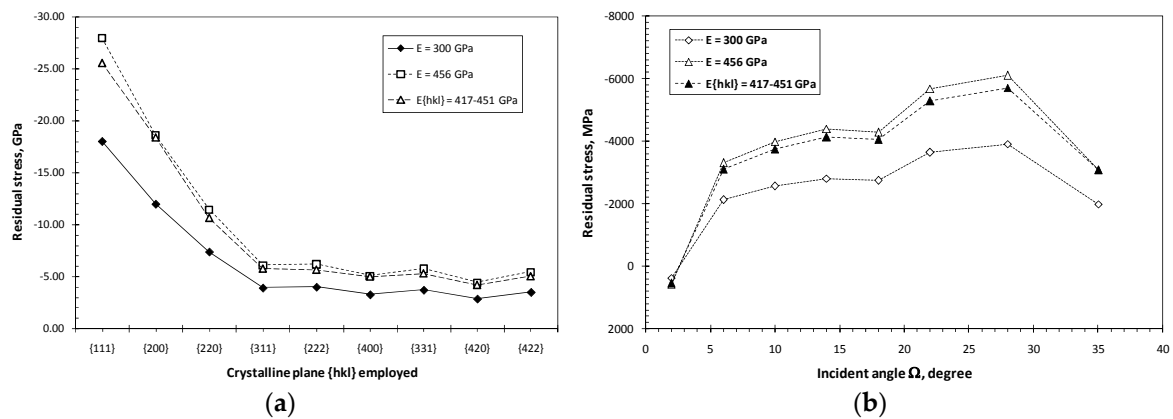 -30.00
-25.00
-20.00
-15.00
-10.00
-5.00
0.00
Residual stress, GPa
E = 300 GPa
E = 456 GPa
E{hkl} = 417-451 GPa
{111} {200} {220} {311} {222} {400} {331} {420} {422}
Crystalline plane {hkl} employed
(a)
-8000
-6000
-4000
-2000
0
2000
Residual stress, MPa
E = 300 GPa
E = 456 GPa
E{hkl} = 417-451 GPa
0 5 10 15 20 25 30 35 40
Incident angle Ω, degree
(b)